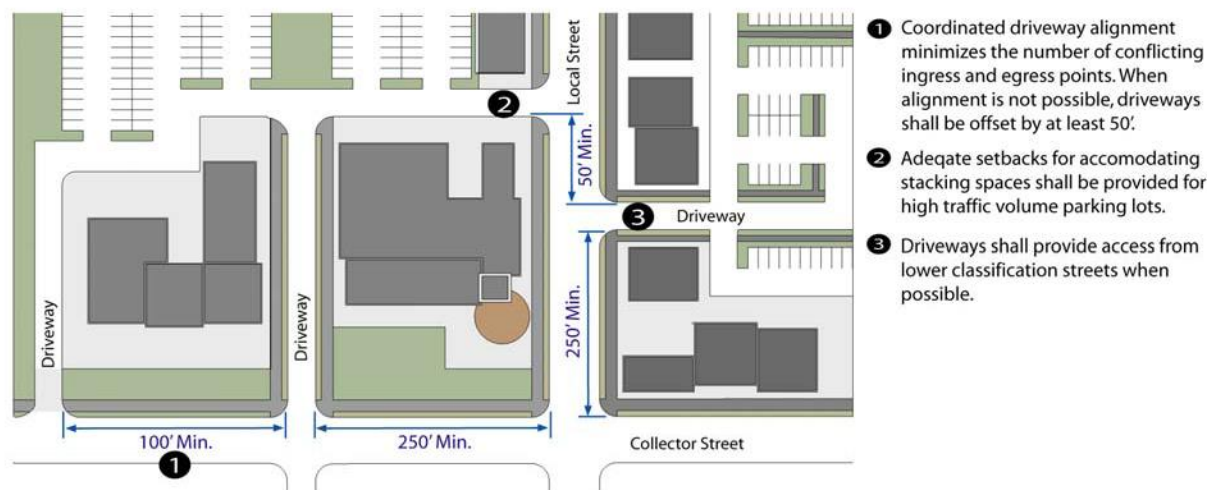 Local Street
2
50’ Min.
3
Driveway
250’ Min.
Driveway
Driveway
100’ Min.
250’ Min.
Collector Street
1
1 Coordinated driveway alignment
minimizes the number of conflicting
ingress and egress points. When
alignment is not possible, driveways
shall be offset by at least 50’.
2 Adeqate setbacks for accomodating
stacking spaces shall be provided for
high traffic volume parking lots.
3 Driveways shall provide access from
lower classification streets when
possible.